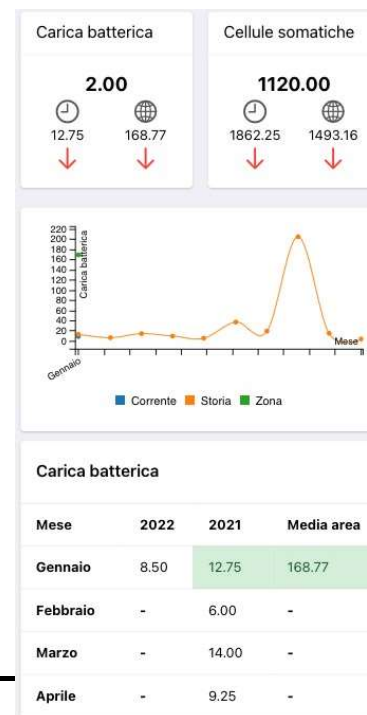 Carica batterica
2.00
12.75 168.77
Cellule somatiche
1120.00
1862.25 1493.16
220
200
180
160
140
120
100
80
60
40
20
0
Carica batterica
Mese
Gennaio
Corrente Storia Zona
Carica batterica
Mese 2022 2021 Media area
Gennaio 8.50 12.75 168.77
Febbraio - 6.00 -
Marzo - 14.00 -
Aprile - 9.25 -